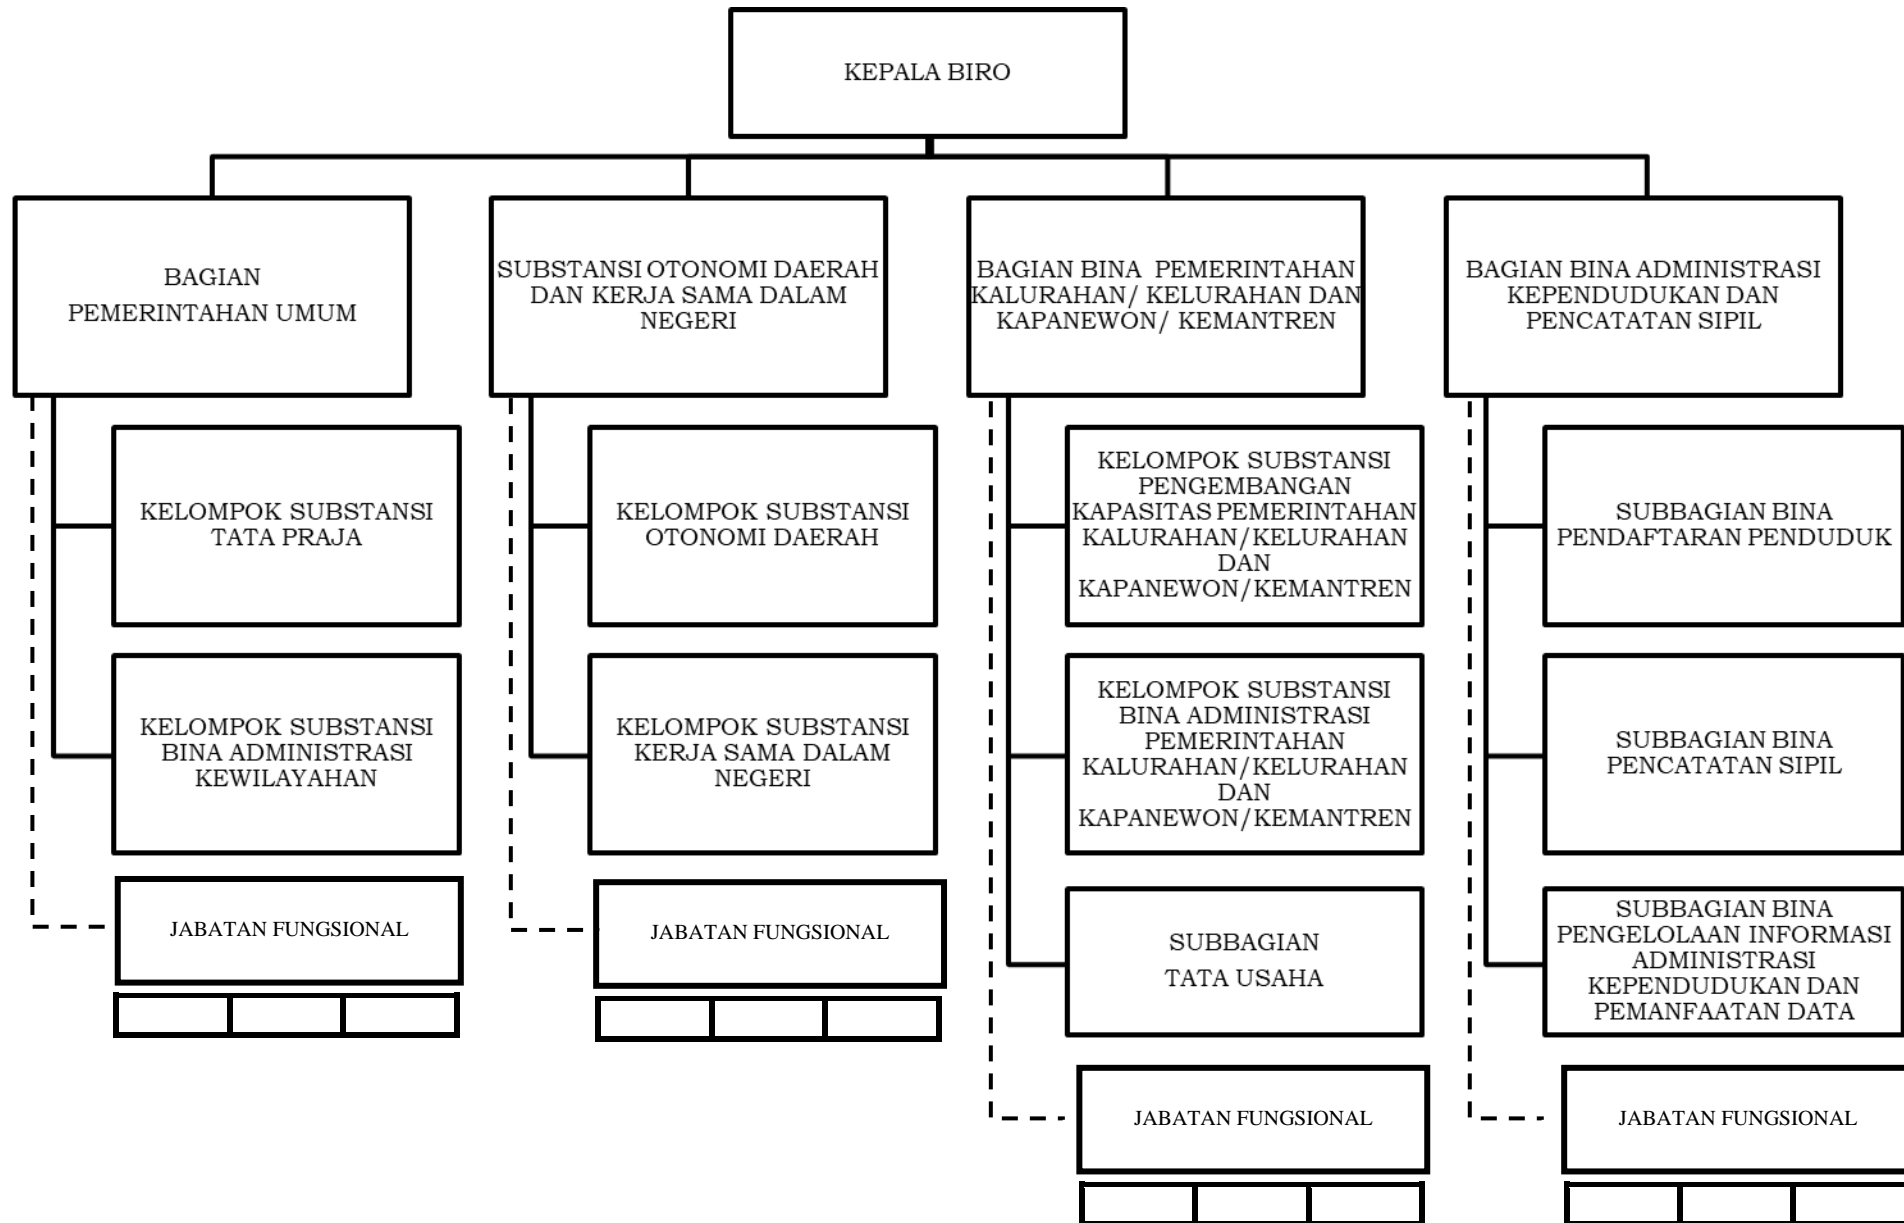 KEPALA BIRO
BAGIAN
PEMERINTAHAN UMUM
SUBSTANSI OTONOMI DAERAH
DAN KERJA SAMA DALAM
NEGERI
BAGIAN BINA PEMERINTAHAN
KALURAHAN/ KELURAHAN DAN
KAPANEWON/ KEMANTREN
BAGIAN BINA ADMINISTRASI
KEPENDUDUKAN DAN
PENCATATAN SIPIL
KELOMPOK SUBSTANSI
TATA PRAJA
KELOMPOK SUBSTANSI
OTONOMI DAERAH
KELOMPOK SUBSTANSI
PENGEMBANGAN
KAPASITAS PEMERINTAHAN
KALURAHAN/KELURAHAN
DAN
KAPANEWON/KEMANTREN
SUBBAGIAN BINA
PENDAFTARAN PENDUDUK
KELOMPOK SUBSTANSI
BINA ADMINISTRASI
KEWILAYAHAN
KELOMPOK SUBSTANSI
KERJA SAMA DALAM
NEGERI
KELOMPOK SUBSTANSI
BINA ADMINISTRASI
PEMERINTAHAN
KALURAHAN/KELURAHAN
DAN
KAPANEWON/KEMANTREN
SUBBAGIAN BINA
PENCATATAN SIPIL
JABATAN FUNGSIONAL
JABATAN FUNGSIONAL
SUBBAGIAN
TATA USAHA
SUBBAGIAN BINA
PENGELOLAAN INFORMASI
ADMINISTRASI
KEPENDUDUKAN DAN
PEMANFAATAN DATA
JABATAN FUNGSIONAL
JABATAN FUNGSIONAL